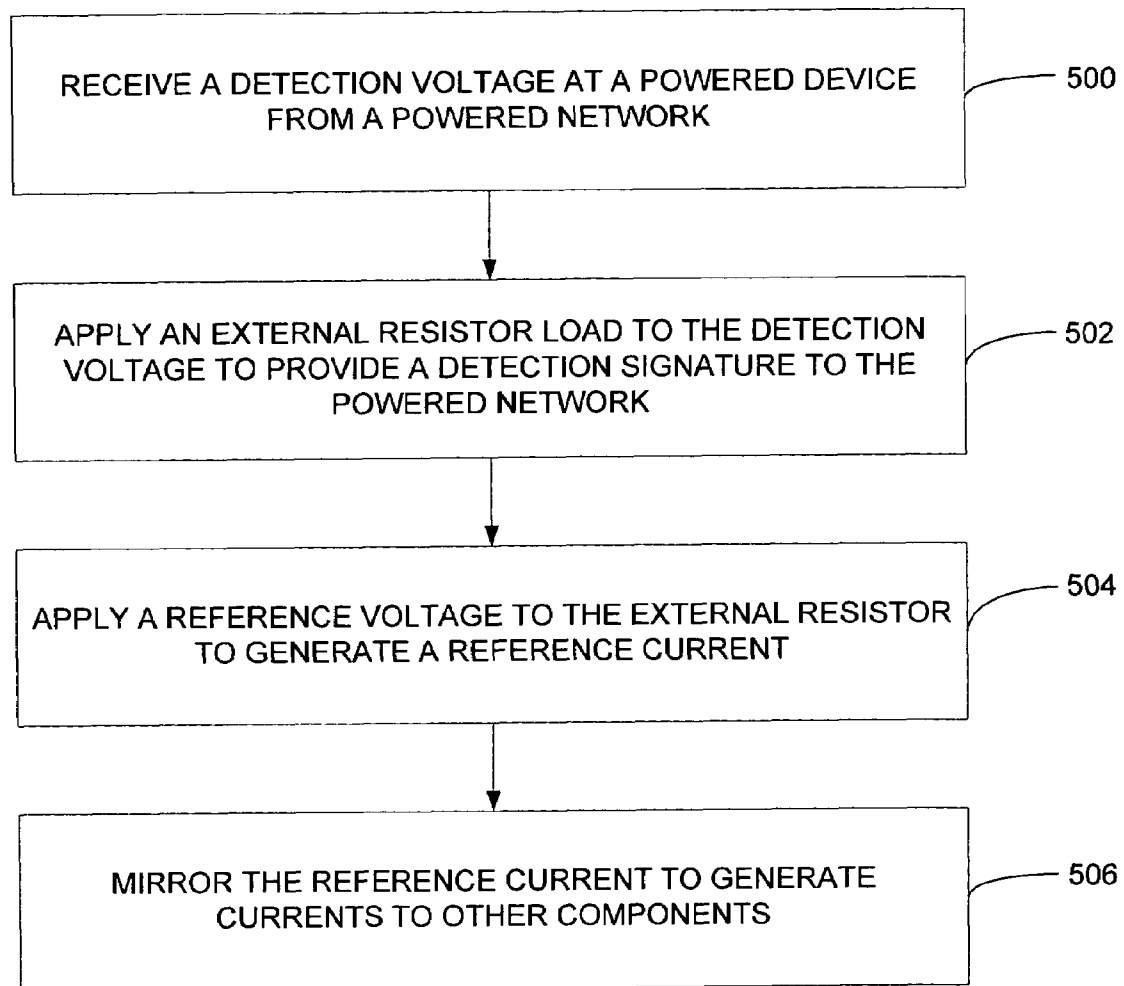 RECEIVE A DETECTION VOLTAGE AT A POWERED DEVICE
FROM A POWERED NETWORK
500
APPLY AN EXTERNAL RESISTOR LOAD TO THE DETECTION
VOLTAGE TO PROVIDE A DETECTION SIGNATURE TO THE
POWERED NETWORK
502
APPLY A REFERENCE VOLTAGE TO THE EXTERNAL RESISTOR
TO GENERATE A REFERENCE CURRENT
504
MIRROR THE REFERENCE CURRENT TO GENERATE
CURRENTS TO OTHER COMPONENTS
506